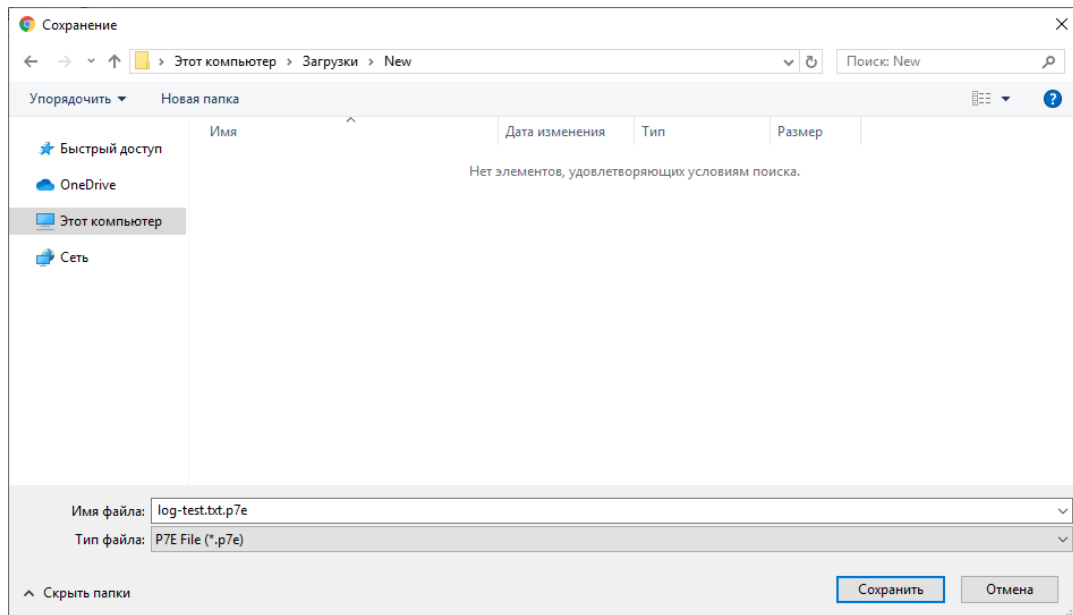 Сохранение
Этот компьютер > Загрузки > New
Поиск: New
Упорядочить
Новая папка
Имя
Дата изменения
Тип
Размер
Быстрый доступ
Нет элементов, удовлетворяющих условиям поиска.
OneDrive
Этот компьютер
Сеть
Имя файла: log-test.txt.p7e
Тип файла: P7E File (*.p7e)
Скрыть папки
Сохранить
Отмена